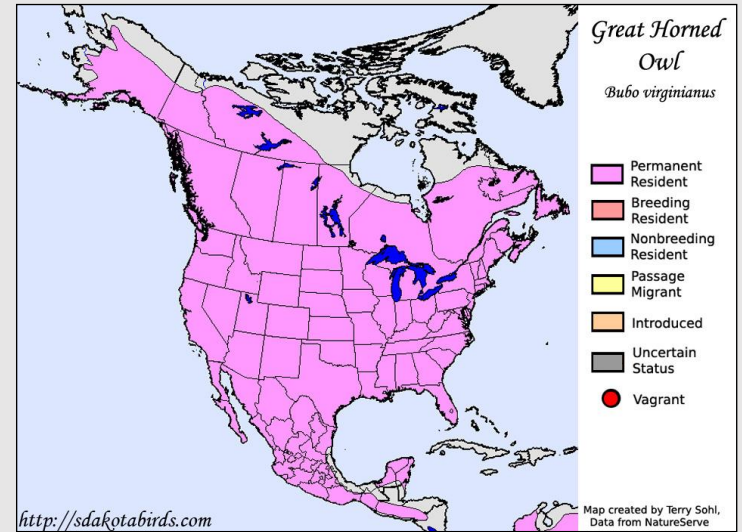 Great Horned
Owl
Bubo virginianus
Permanent
Resident
Breeding
Resident
Nonbreeding
Resident
Passage
Migrant
Introduced
Uncertain
Status
Vagrant
Map created by Terry Sohl,
Data from NatureServe
http://sdakotabirds.com